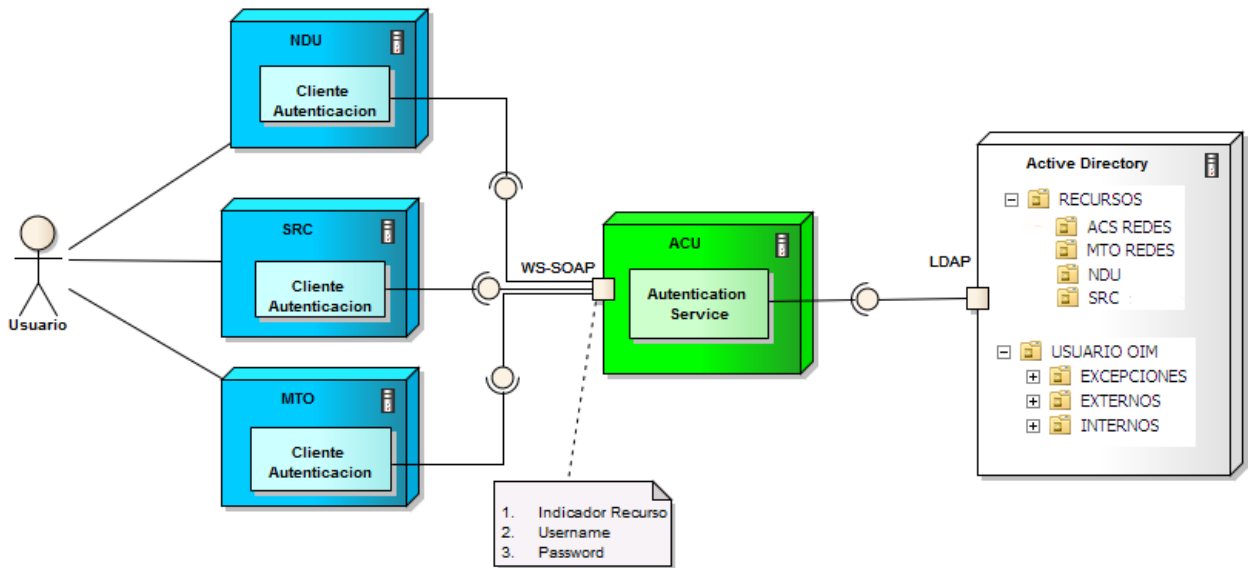 NDU
Cliente
Autenticacion
SRC
Cliente
Autenticacion
MTO
Cliente
Autenticacion
Usuario
WS-SOAP
ACU
Autentication
Service
1. Indicador Recurso
2. Username
3. Password
LDAP
Active Directory
RECURSOS
ACS REDES
MTO REDES
NDU
SRC
USUARIO OIM
EXCEPCIONES
EXTERNOS
INTERNOS